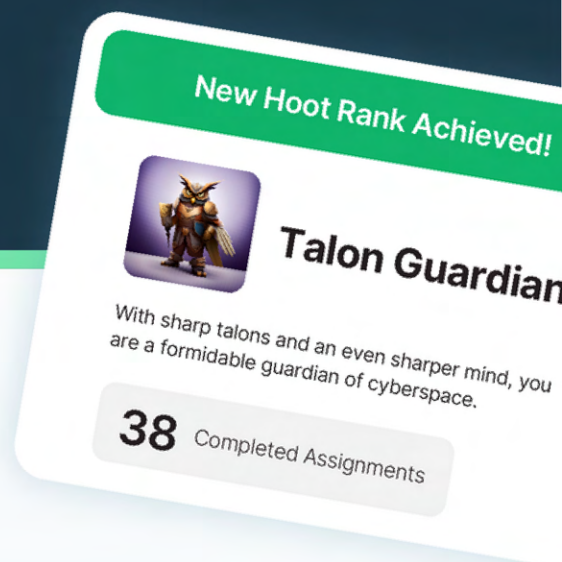 New Hoot Rank Achieved!
Talon Guardian
With sharp talons and an even sharper mind, you
are a formidable guardian of cyberspace.
38 Completed Assignments